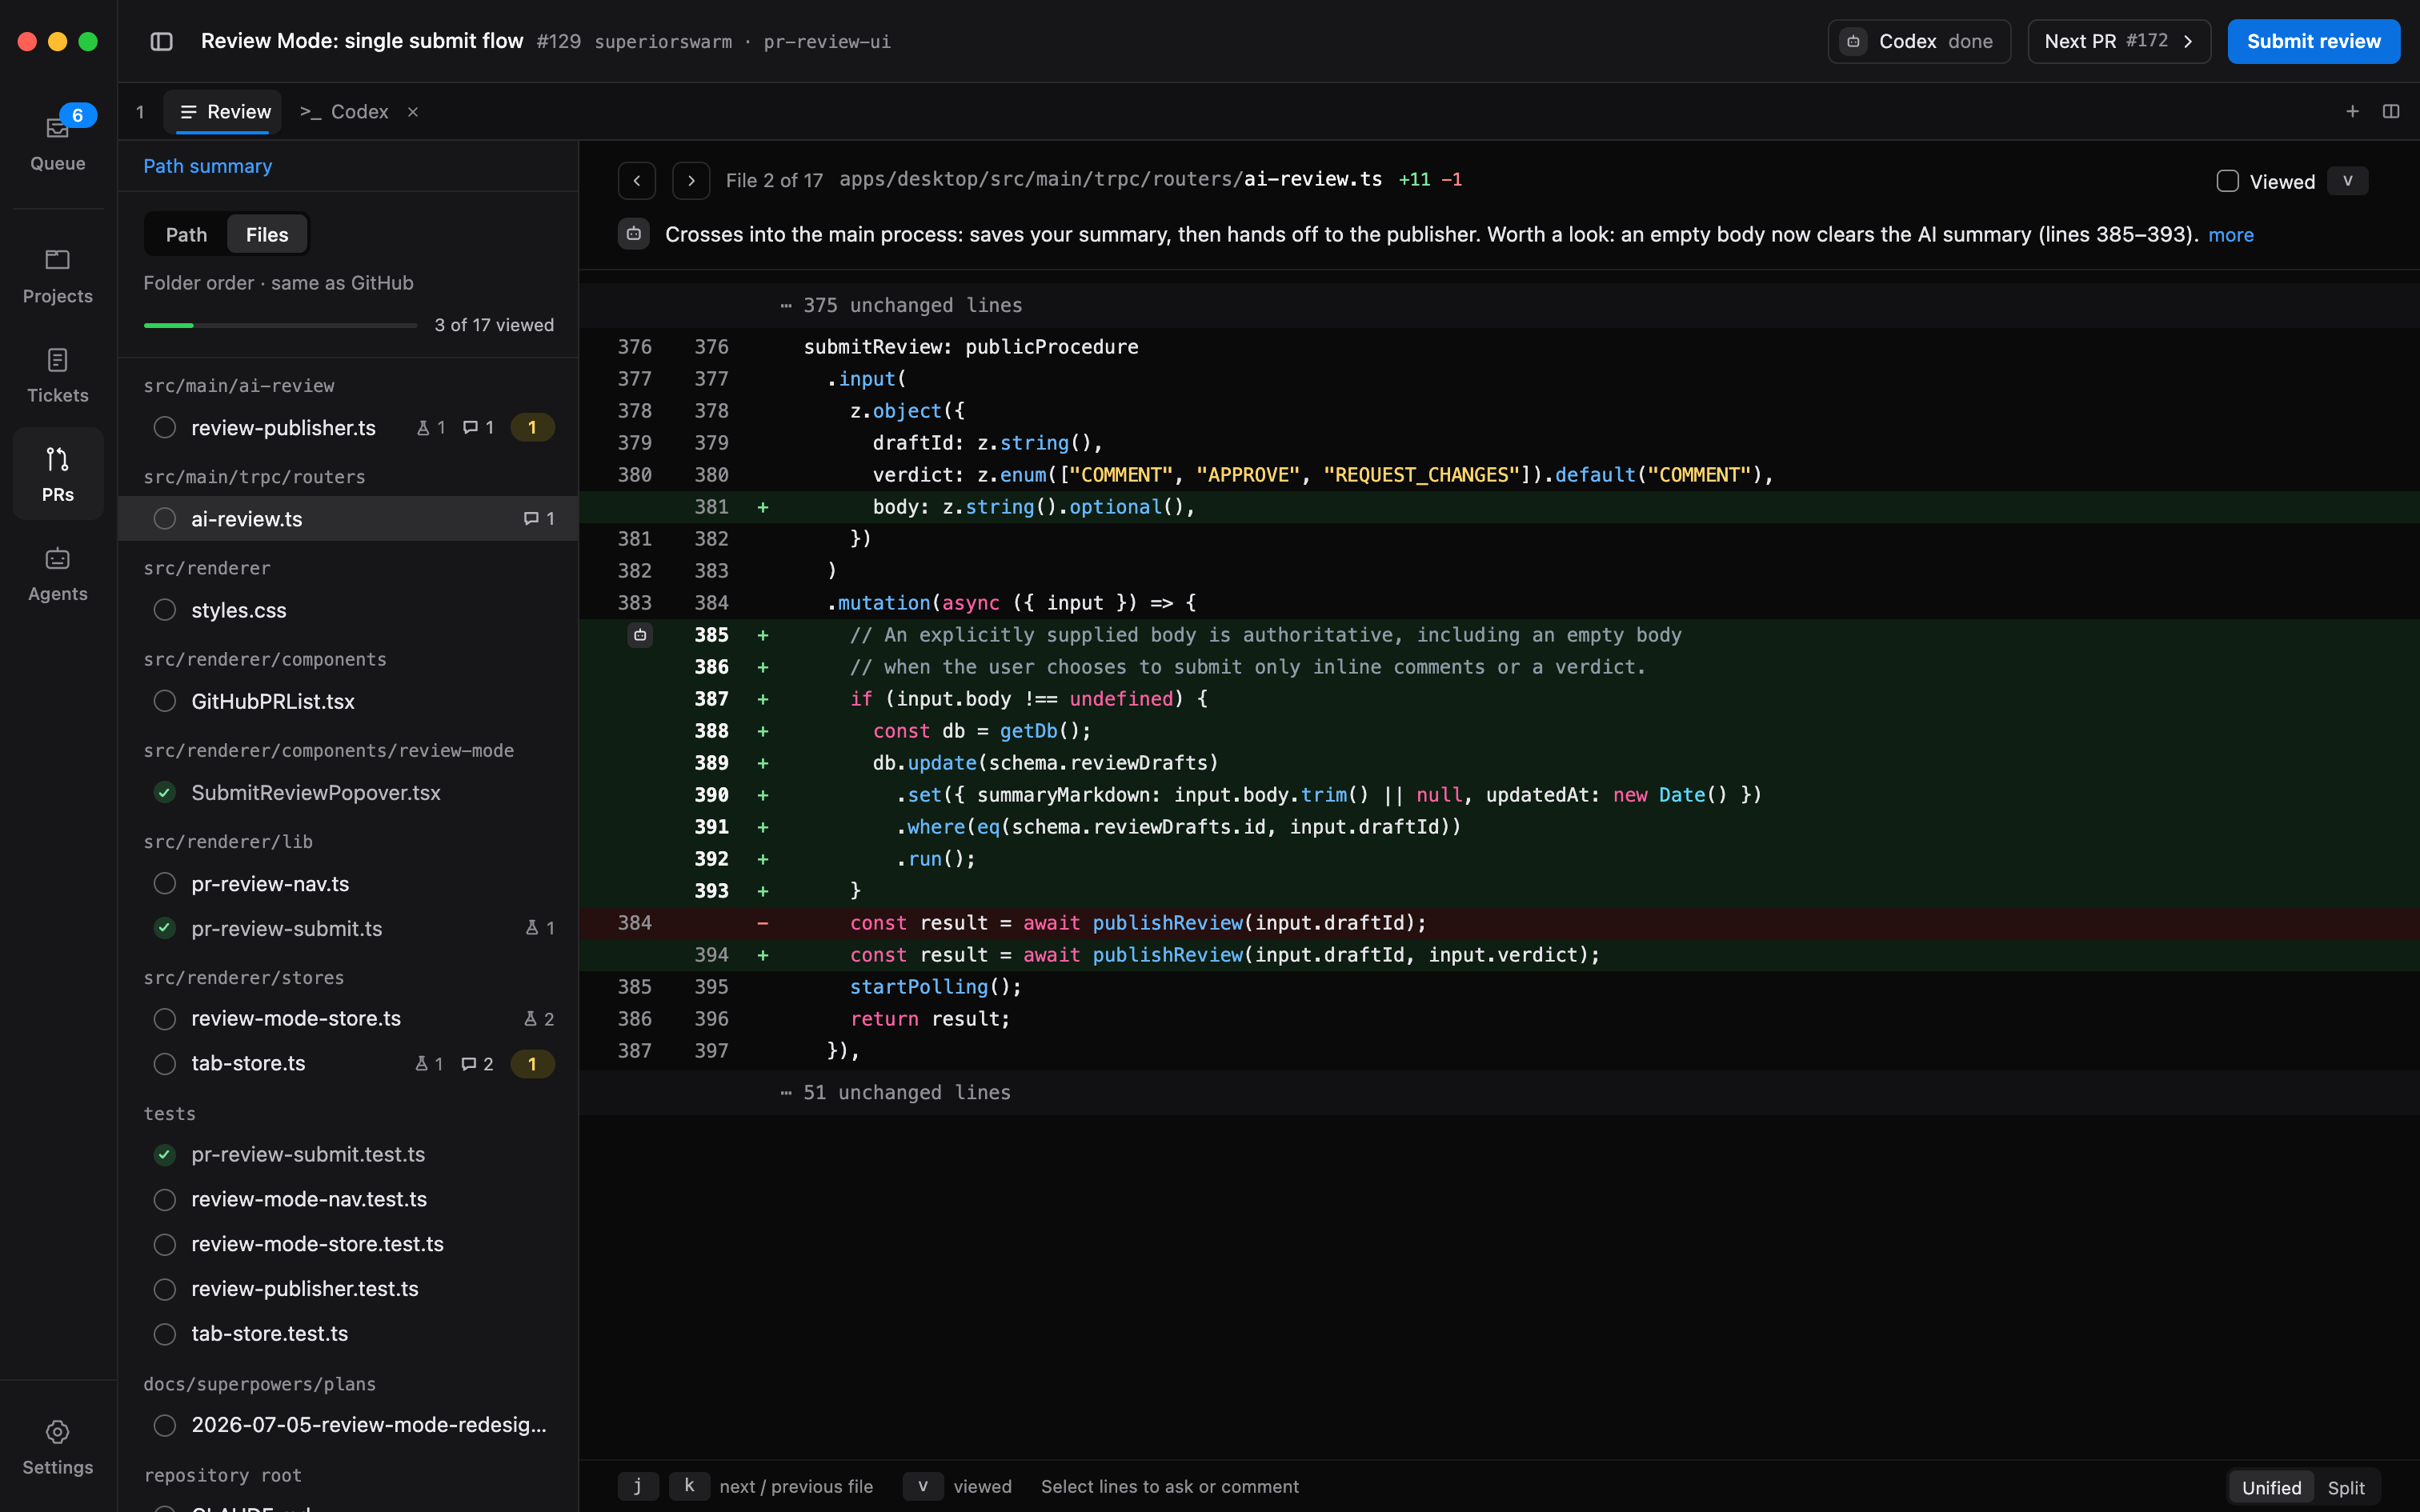 Review Mode: single submit flow #129 superiorswarm · pr-review-ui
Codex done
Next PR #172 >
Submit review
6
Queue
Projects
Tickets
PRs
Agents
Settings
1 Review >_ Codex ×
+
Path summary
Path Files
Folder order · same as GitHub
3 of 17 viewed
src/main/ai-review
review-publisher.ts 1 1 1
src/main/trpc/routers
ai-review.ts 1
src/renderer
styles.css
src/renderer/components
GitHubPRList.tsx
src/renderer/components/review-mode
SubmitReviewPopover.tsx
src/renderer/lib
pr-review-nav.ts
pr-review-submit.ts 1
src/renderer/stores
review-mode-store.ts 2
tab-store.ts 1 2 1
tests
pr-review-submit.test.ts
review-mode-nav.test.ts
review-mode-store.test.ts
review-publisher.test.ts
tab-store.test.ts
docs/superpowers/plans
2026-07-05-review-mode-redesig...
repository root
CLAUDE.md
< > File 2 of 17 apps/desktop/src/main/trpc/routers/ai-review.ts +11 −1
Viewed v
Crosses into the main process: saves your summary, then hands off to the publisher. Worth a look: an empty body now clears the AI summary (lines 385–393). more
⋯ 375 unchanged lines
376 376 submitReview: publicProcedure
377 377 .input(
378 378 z.object({
379 379 draftId: z.string(),
380 380 verdict: z.enum(["COMMENT", "APPROVE", "REQUEST_CHANGES"]).default("COMMENT"),
381 + body: z.string().optional(),
381 382 })
382 383 )
383 384 .mutation(async ({ input }) => {
385 + // An explicitly supplied body is authoritative, including an empty body
386 + // when the user chooses to submit only inline comments or a verdict.
387 + if (input.body !== undefined) {
388 + const db = getDb();
389 + db.update(schema.reviewDrafts)
390 + .set({ summaryMarkdown: input.body.trim() || null, updatedAt: new Date() })
391 + .where(eq(schema.reviewDrafts.id, input.draftId))
392 + .run();
393 + }
384 − const result = await publishReview(input.draftId);
394 + const result = await publishReview(input.draftId, input.verdict);
385 395 startPolling();
386 396 return result;
387 397 }),
⋯ 51 unchanged lines
j k next / previous file v viewed Select lines to ask or comment
Unified Split